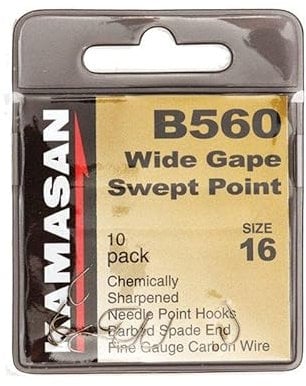 KAMASAN
B560
Wide Gape
Swept Point
10
pack
SIZE
16
Chemically
Sharpened
Needle Point Hooks
Barbed Spade End
Fine Gauge Carbon Wire